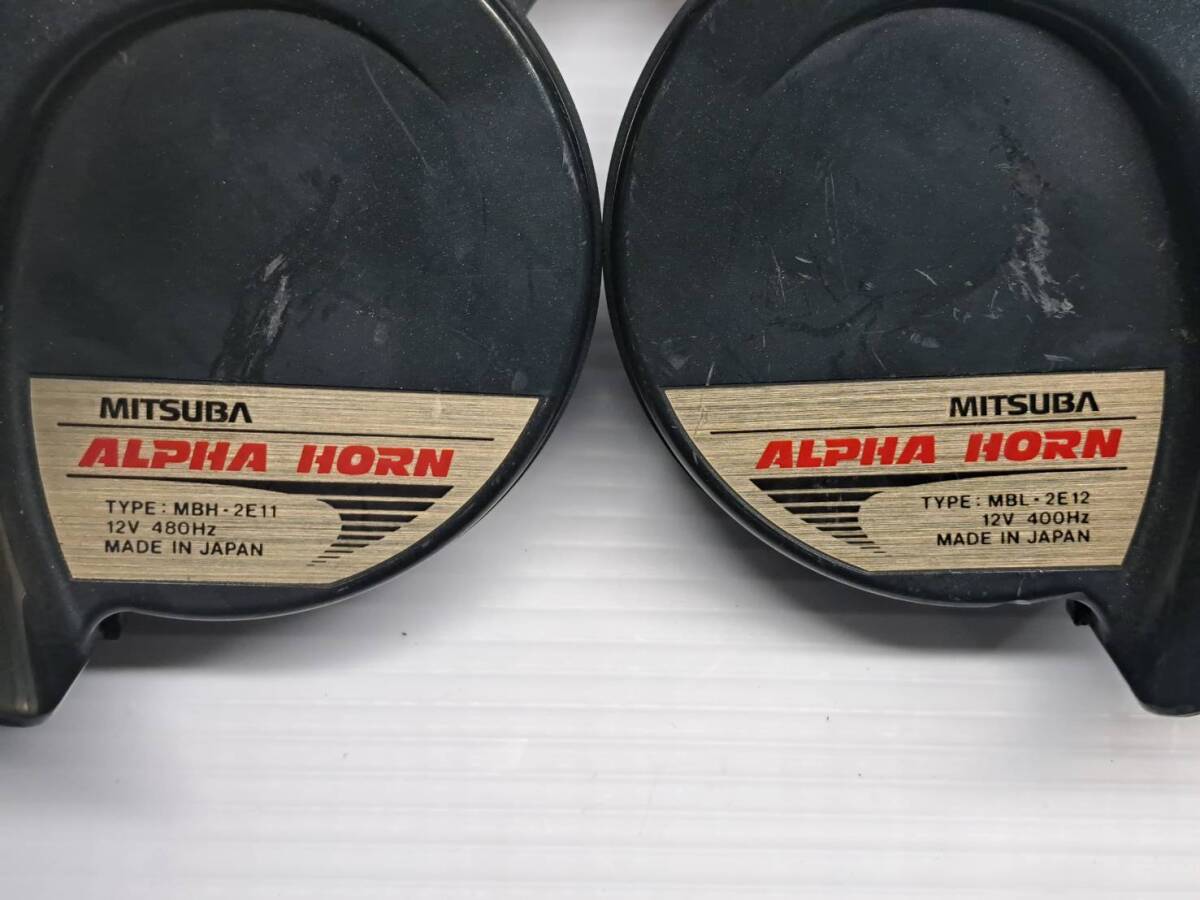 MITSUBA
ALPHA HORN
TYPE: MBH-2E11
12V 480Hz
MADE IN JAPAN
MITSUBA
ALPHA HORN
TYPE: MBL-2E12
12V 400Hz
MADE IN JAPAN